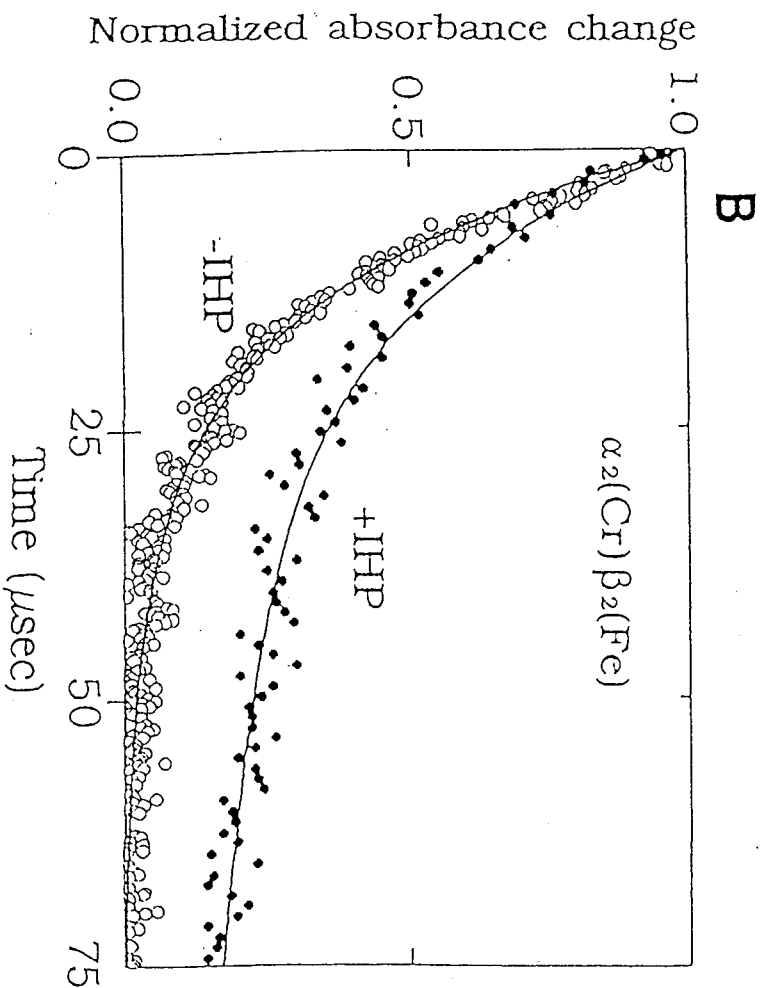 B
Normalized absorbance change
1.0
0.5
0.0
α₂(Cr) β₂(Fe)
+IHP
-IHP
0
25
50
75
Time (μsec)